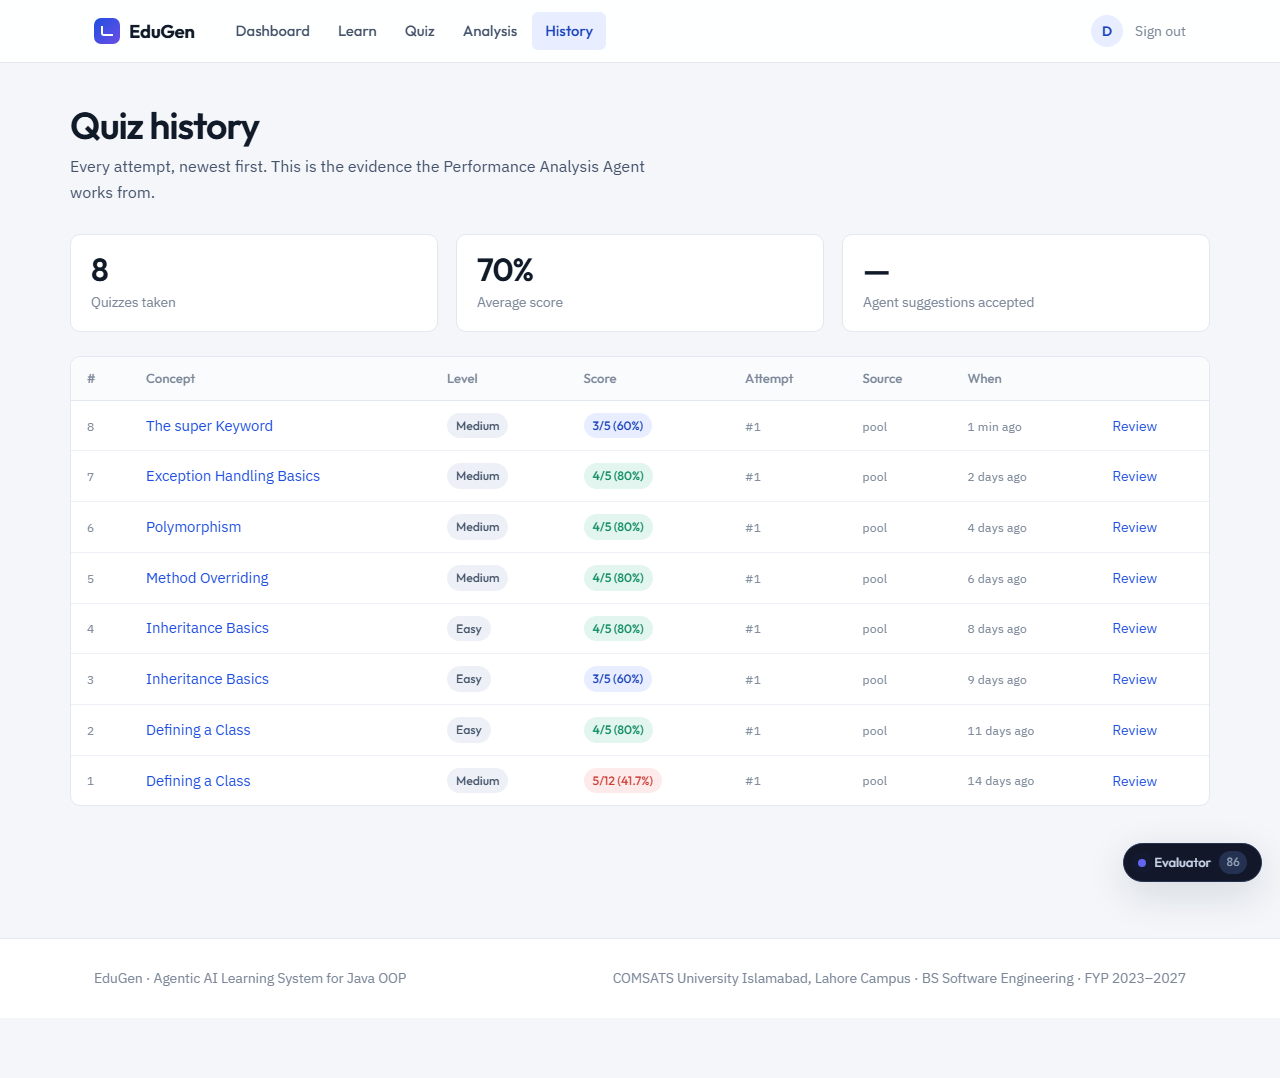 EduGen Dashboard Learn Quiz Analysis History D Sign out
Quiz history
Every attempt, newest first. This is the evidence the Performance Analysis Agent
works from.
8 70% —
Quizzes taken Average score Agent suggestions accepted
# Concept Level Score Attempt Source When
8 The super Keyword Medium 3/5 (60%) #1 pool 1 min ago Review
7 Exception Handling Basics Medium 4/5 (80%) #1 pool 2 days ago Review
6 Polymorphism Medium 4/5 (80%) #1 pool 4 days ago Review
5 Method Overriding Medium 4/5 (80%) #1 pool 6 days ago Review
4 Inheritance Basics Easy 4/5 (80%) #1 pool 8 days ago Review
3 Inheritance Basics Easy 3/5 (60%) #1 pool 9 days ago Review
2 Defining a Class Easy 4/5 (80%) #1 pool 11 days ago Review
1 Defining a Class Medium 5/12 (41.7%) #1 pool 14 days ago Review
Evaluator 86
EduGen · Agentic AI Learning System for Java OOP COMSATS University Islamabad, Lahore Campus · BS Software Engineering · FYP 2023–2027